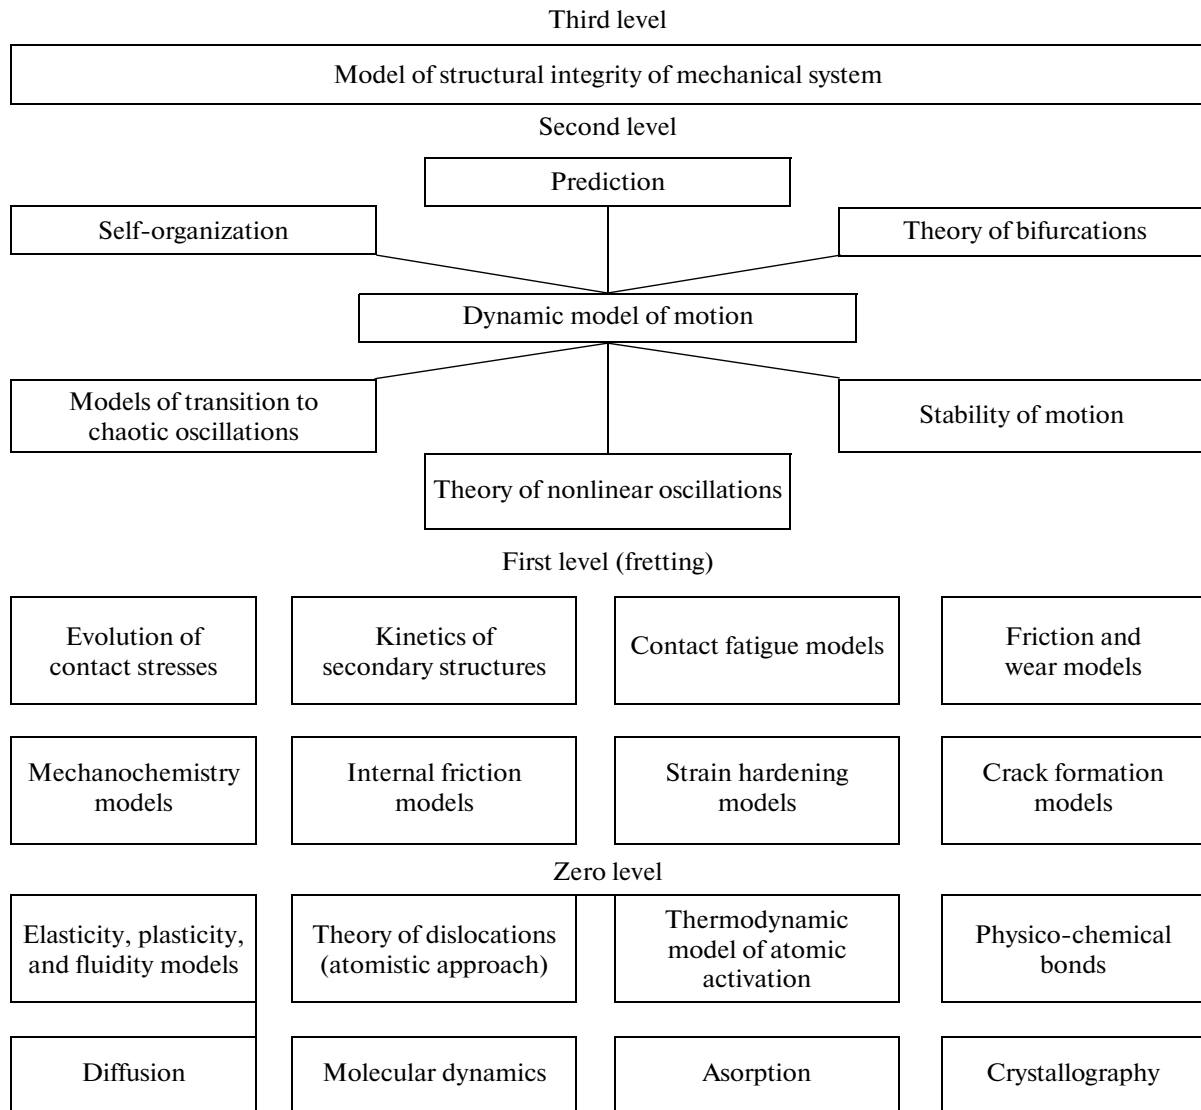 Third level
Model of structural integrity of mechanical system
Second level
Prediction
Self-organization
Theory of bifurcations
Dynamic model of motion
Models of transition to
chaotic oscillations
Stability of motion
Theory of nonlinear oscillations
First level (fretting)
Evolution of
contact stresses
Kinetics of
secondary structures
Contact fatigue models
Friction and
wear models
Mechanochemistry
models
Internal friction
models
Strain hardening
models
Crack formation
models
Zero level
Elasticity, plasticity,
and fluidity models
Theory of dislocations
(atomistic approach)
Thermodynamic
model of atomic
activation
Physico-chemical
bonds
Diffusion
Molecular dynamics
Asorption
Crystallography